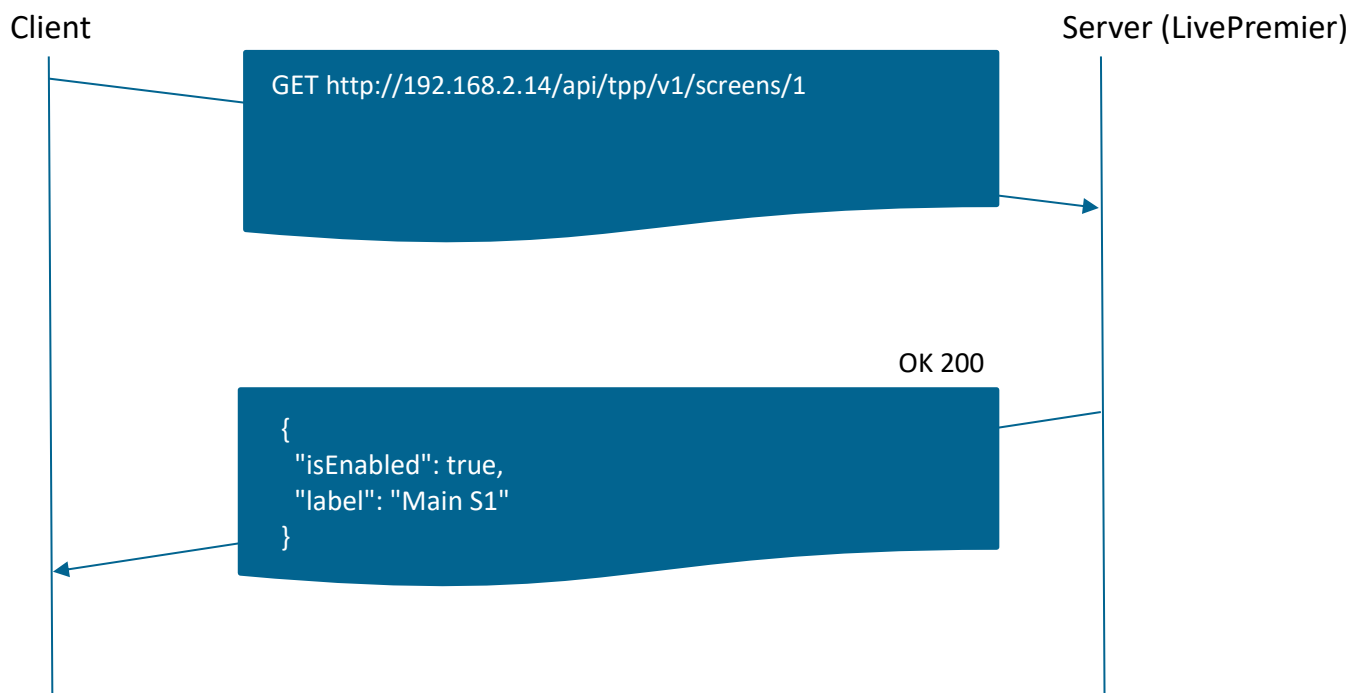 Client
Server (LivePremier)
GET http://192.168.2.14/api/tpp/v1/screens/1
OK 200
{
"isEnabled": true,
"label": "Main S1"
}